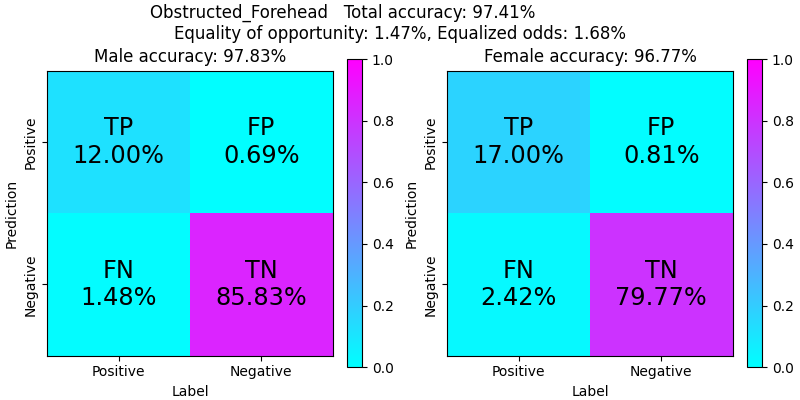 Obstructed_Forehead   Total accuracy: 97.41%
Equality of opportunity: 1.47%, Equalized odds: 1.68%
Male accuracy: 97.83%
Prediction
Positive
Negative
TP
12.00%
FP
0.69%
FN
1.48%
TN
85.83%
Positive
Negative
Label
1.0
0.8
0.6
0.4
0.2
0.0
Female accuracy: 96.77%
Prediction
Positive
Negative
TP
17.00%
FP
0.81%
FN
2.42%
TN
79.77%
Positive
Negative
Label
1.0
0.8
0.6
0.4
0.2
0.0